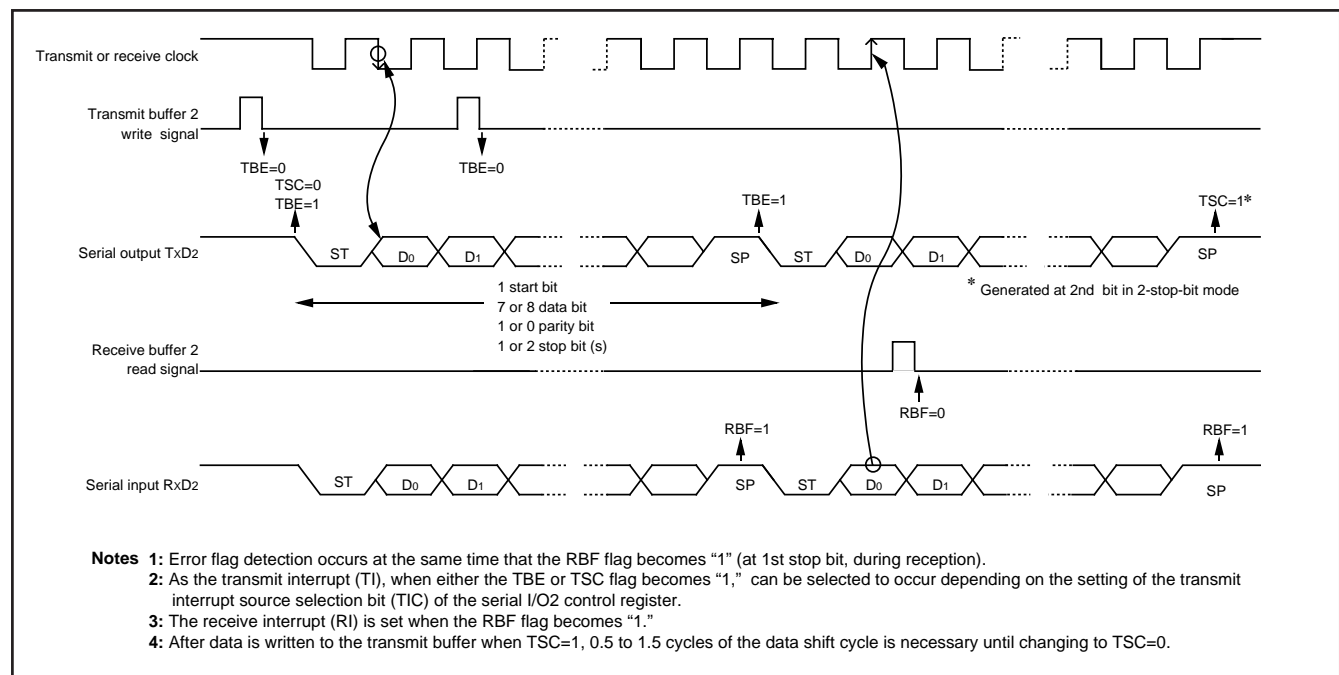 Transmit or receive clock
Transmit buffer 2
write signal
TBE=0
TBE=0
TSC=0
TBE=1
TBE=1
TSC=1*
Serial output TxD2
ST
D0
D1
SP
ST
D0
D1
SP
1 start bit
7 or 8 data bit
1 or 0 parity bit
1 or 2 stop bit (s)
* Generated at 2nd bit in 2-stop-bit mode
Receive buffer 2
read signal
RBF=0
RBF=1
RBF=1
Serial input RxD2
ST
D0
D1
SP
ST
D0
D1
SP
Notes 1: Error flag detection occurs at the same time that the RBF flag becomes “1” (at 1st stop bit, during reception).
2: As the transmit interrupt (TI), when either the TBE or TSC flag becomes “1,” can be selected to occur depending on the setting of the transmit
interrupt source selection bit (TIC) of the serial I/O2 control register.
3: The receive interrupt (RI) is set when the RBF flag becomes “1.”
4: After data is written to the transmit buffer when TSC=1, 0.5 to 1.5 cycles of the data shift cycle is necessary until changing to TSC=0.